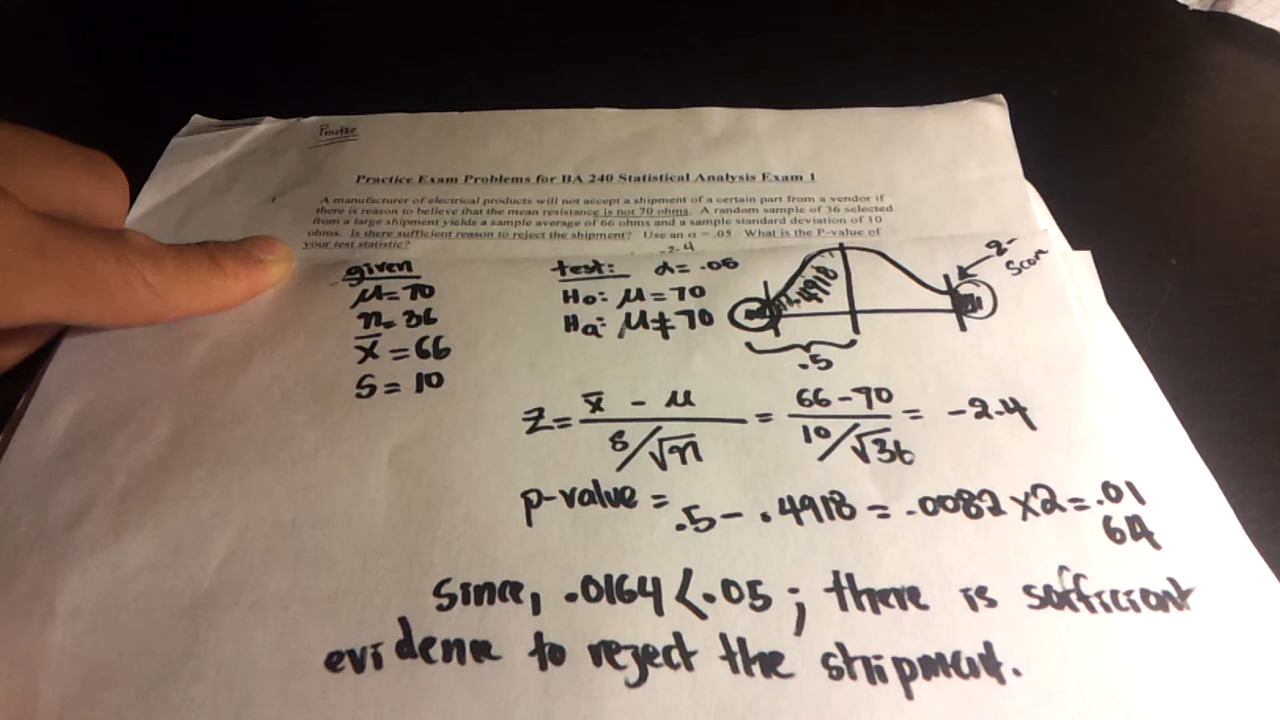 Practice
Practice Exam Problems for BA 240 Statistical Analysis Exam 1
A manufacturer of electrical products will not accept a shipment of a certain part from a vendor if
there is reason to believe that the mean resistance is not 70 ohms. A random sample of 36 selected
from a large shipment yields a sample average of 66 ohms and a sample standard deviation of 10
ohms. Is there sufficient reason to reject the shipment? Use an α = .05 What is the P-value of
your test statistic?
given
μ=70
n=36
x̄=66
S=10
test: α=.05
Ho: μ=70
Ha: μ≠70
-2.4
.4918
.5
z-
score
Z= x̄ - μ / s/√n = 66-70 / 10/√36 = -2.4
p-value = .5 - .4918 = .0082 x2 = .01
64
Since, .0164 < .05; there is sufficient
evidence to reject the shipment.